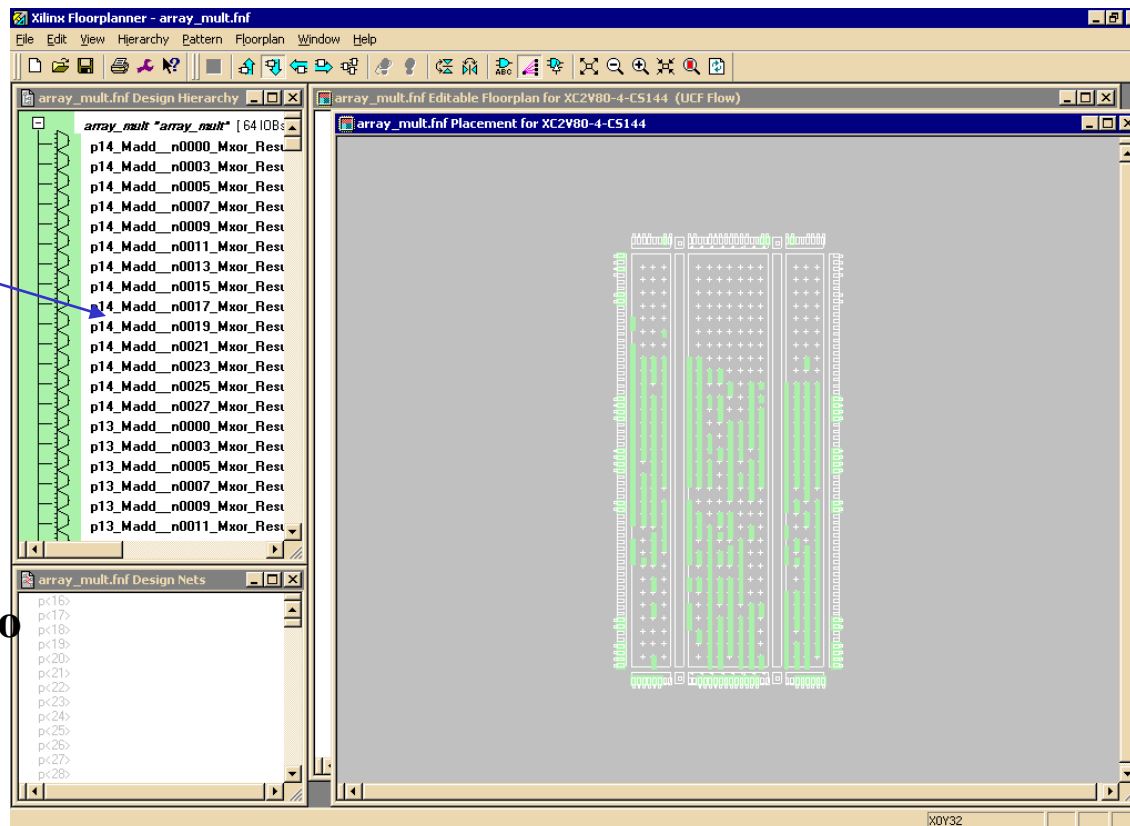 Xilinx Floorplanner - array_mult.fnf
File Edit View Hierarchy Pattern Floorplan Window Help
ABC
array_mult.fnf Design Hierarchy
array_mult "array_mult" [ 64 IOBs
p14_Madd__n0000_Mxor_Resu
p14_Madd__n0003_Mxor_Resu
p14_Madd__n0005_Mxor_Resu
p14_Madd__n0007_Mxor_Resu
p14_Madd__n0009_Mxor_Resu
p14_Madd__n0011_Mxor_Resu
p14_Madd__n0013_Mxor_Resu
p14_Madd__n0015_Mxor_Resu
p14_Madd__n0017_Mxor_Resu
p14_Madd__n0019_Mxor_Resu
p14_Madd__n0021_Mxor_Resu
p14_Madd__n0023_Mxor_Resu
p14_Madd__n0025_Mxor_Resu
p14_Madd__n0027_Mxor_Resu
p13_Madd__n0000_Mxor_Resu
p13_Madd__n0003_Mxor_Resu
p13_Madd__n0005_Mxor_Resu
p13_Madd__n0007_Mxor_Resu
p13_Madd__n0009_Mxor_Resu
p13_Madd__n0011_Mxor_Resu
array_mult.fnf Design Nets
p<16>
p<17>
p<18>
p<19>
p<20>
p<21>
p<22>
p<23>
p<24>
p<25>
p<26>
p<27>
p<28>
array_mult.fnf Editable Floorplan for XC2V80-4-CS144 (UCF Flow)
array_mult.fnf Placement for XC2V80-4-CS144
X0Y32